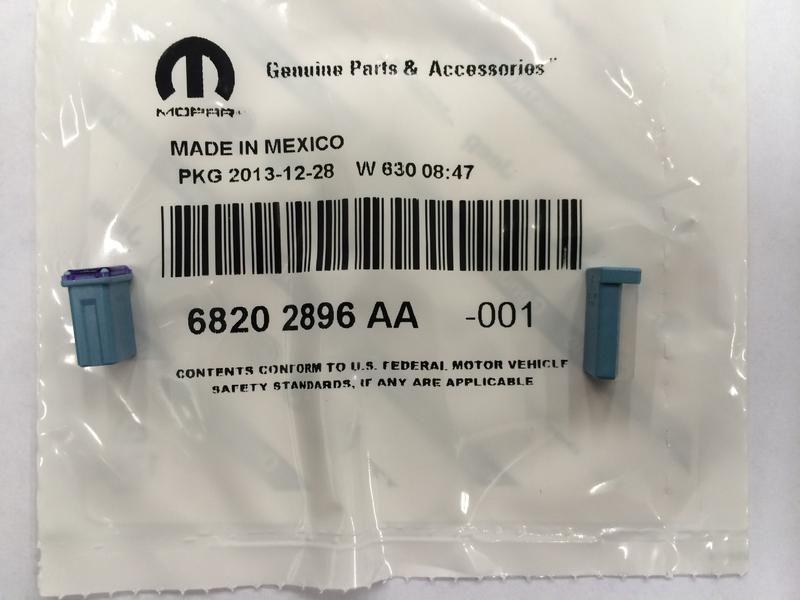 Genuine Parts & Accessories™
MOPAR
MADE IN MEXICO
PKG 2013-12-28 W 630 08:47
6820 2896 AA -001
CONTENTS CONFORM TO U.S. FEDERAL MOTOR VEHICLE
SAFETY STANDARDS, IF ANY ARE APPLICABLE